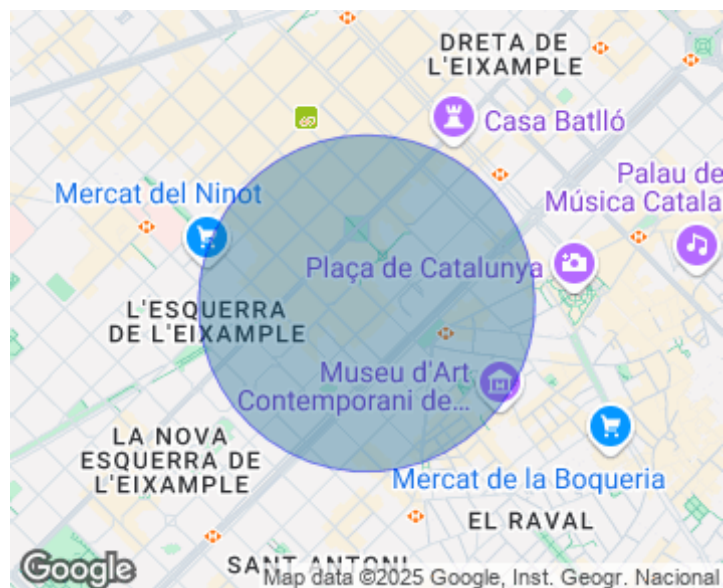 DRETA DE
L'EIXAMPLE
Casa Batlló
Mercat del Ninot
Palau de
Música Catala
Plaça de Catalunya
L'ESQUERRA
DE L'EIXAMPLE
Museu d'Art
Contemporani de...
LA NOVA
ESQUERRA DE
L'EIXAMPLE
Mercat de la Boqueria
EL RAVAL
SANT ANTONI
Google
Map data ©2025 Google, Inst. Geogr. Nacional